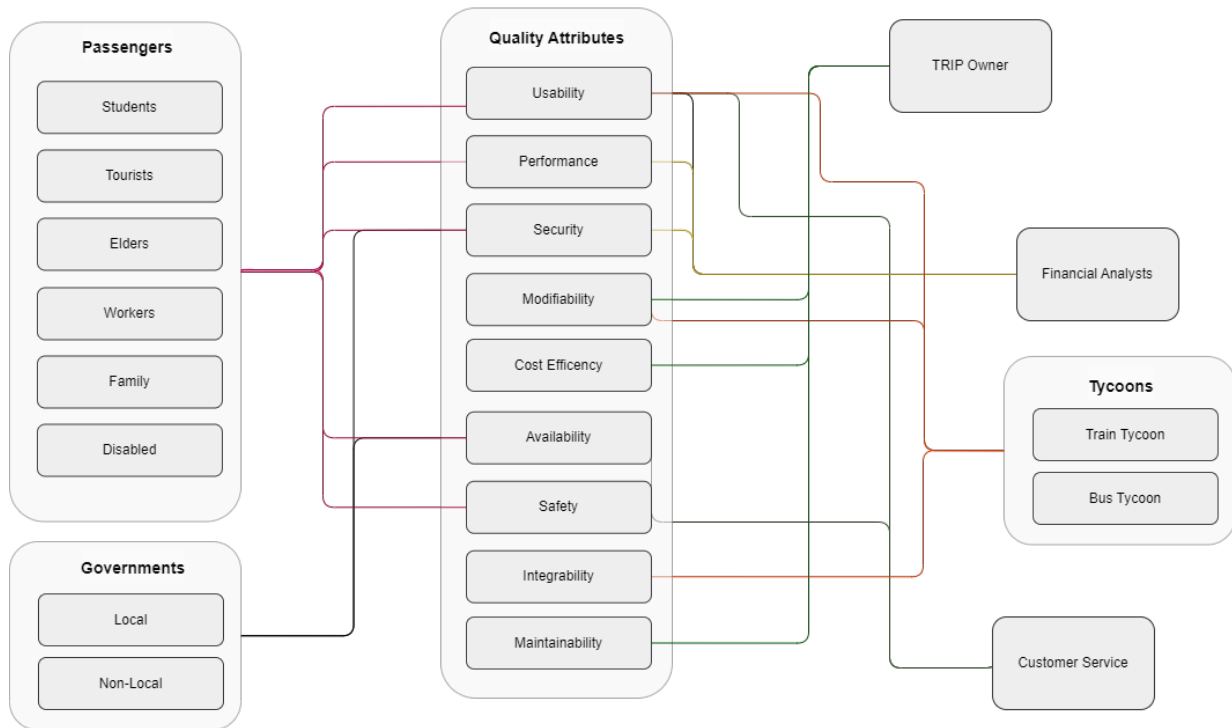 Passengers
Students
Tourists
Elders
Workers
Family
Disabled
Governments
Local
Non-Local
Quality Attributes
Usability
Performance
Security
Modifiability
Cost Efficency
Availability
Safety
Integrability
Maintainability
TRIP Owner
Financial Analysts
Tycoons
Train Tycoon
Bus Tycoon
Customer Service